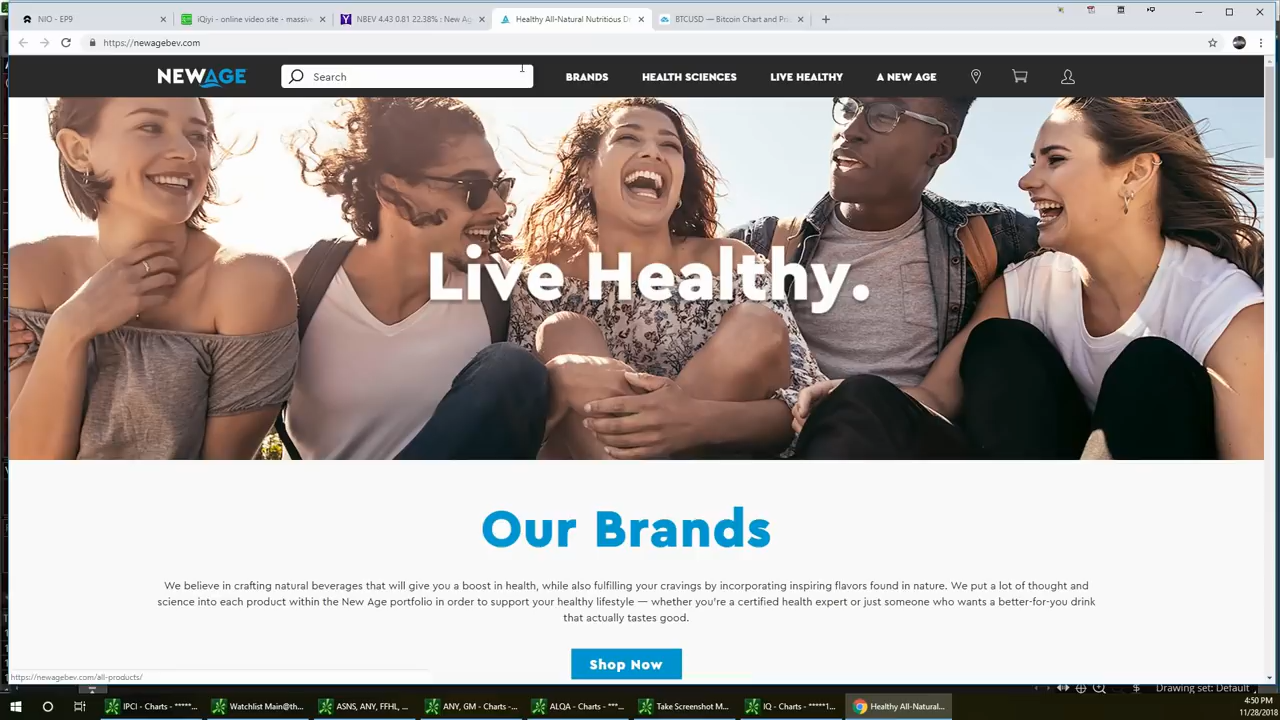 NIO - EP9
iQiyi - online video site - massive
NBEV 4.43 0.81 22.38% : New Ag
Healthy All-Natural Nutritious D
BTCUSD — Bitcoin Chart and Pri
https://newagebev.com
NEWAGE
Search
BRANDS
HEALTH SCIENCES
LIVE HEALTHY
A NEW AGE
Live Healthy.
Our Brands
We believe in crafting natural beverages that will give you a boost in health, while also fulfilling your cravings by incorporating inspiring flavors found in nature. We put a lot of thought and
science into each product within the New Age portfolio in order to support your healthy lifestyle — whether you're a certified health expert or just someone who wants a better-for-you drink
that actually tastes good.
Shop Now
https://newagebev.com/all-products/
$
Drawing set: Default
IPCI - Charts - *****...
Watchlist Main@th...
ASNS, ANY, FFHL, ...
ANY, GM - Charts -...
ALQA - Charts - ***...
Take Screenshot M...
IQ - Charts - *****1...
Healthy All-Natural...
4:50 PM
11/28/2018